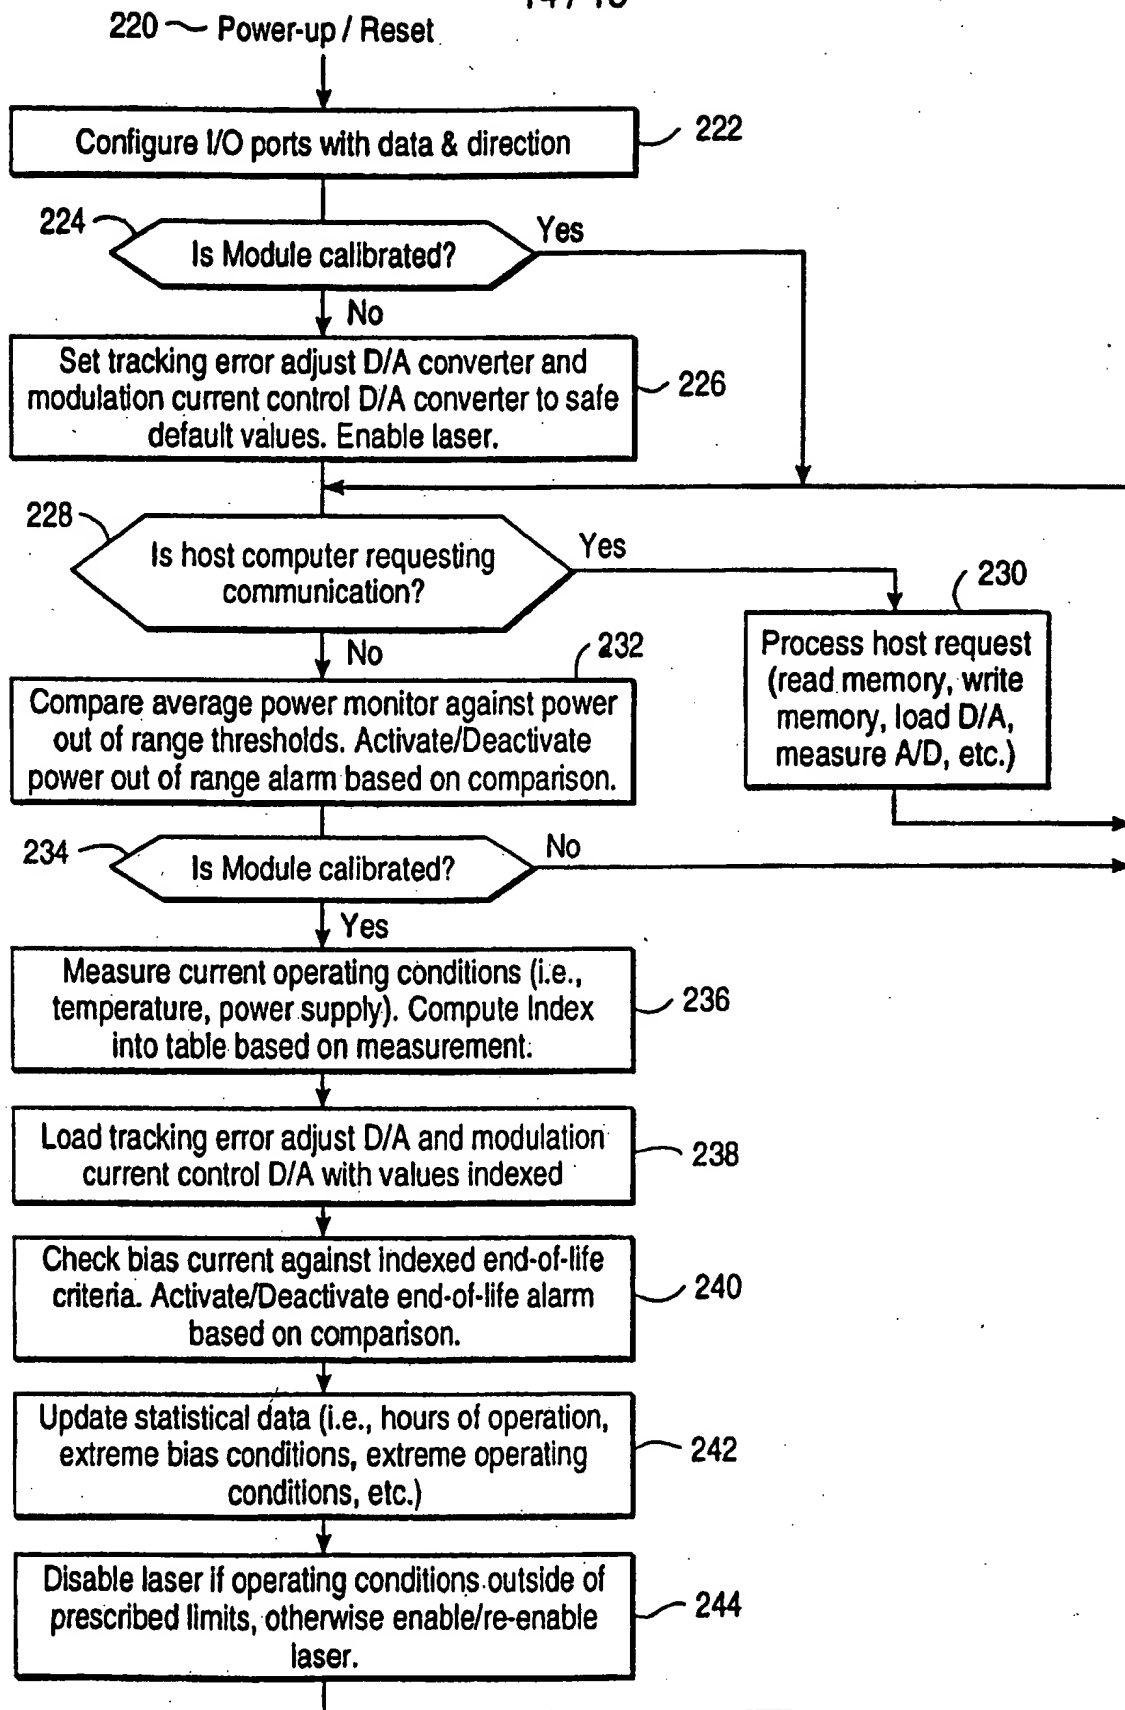 220 Power-up / Reset
Configure I/O ports with data & direction
222
224
Is Module calibrated?
Yes
No
Set tracking error adjust D/A converter and
modulation current control D/A converter to safe
default values. Enable laser.
226
228
Is host computer requesting
communication?
Yes
230
Process host request
(read memory, write
memory, load D/A,
measure A/D, etc.)
No
232
Compare average power monitor against power
out of range thresholds. Activate/Deactivate
power out of range alarm based on comparison.
234
Is Module calibrated?
No
Yes
Measure current operating conditions (i.e.,
temperature, power supply). Compute Index
into table based on measurement.
236
Load tracking error adjust D/A and modulation
current control D/A with values indexed
238
Check bias current against indexed end-of-life
criteria. Activate/Deactivate end-of-life alarm
based on comparison.
240
Update statistical data (i.e., hours of operation,
extreme bias conditions, extreme operating
conditions, etc.)
242
Disable laser if operating conditions outside of
prescribed limits, otherwise enable/re-enable
laser.
244